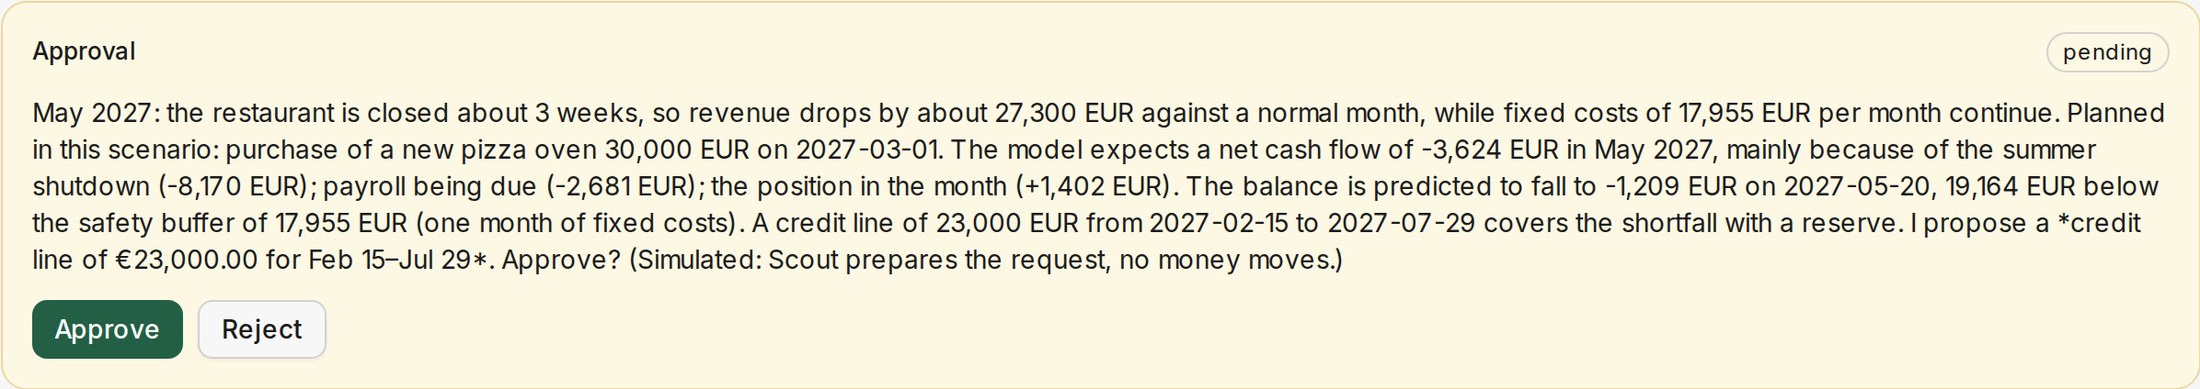 Approval
pending
May 2027: the restaurant is closed about 3 weeks, so revenue drops by about 27,300 EUR against a normal month, while fixed costs of 17,955 EUR per month continue. Planned
in this scenario: purchase of a new pizza oven 30,000 EUR on 2027-03-01. The model expects a net cash flow of -3,624 EUR in May 2027, mainly because of the summer
shutdown (-8,170 EUR); payroll being due (-2,681 EUR); the position in the month (+1,402 EUR). The balance is predicted to fall to -1,209 EUR on 2027-05-20, 19,164 EUR below
the safety buffer of 17,955 EUR (one month of fixed costs). A credit line of 23,000 EUR from 2027-02-15 to 2027-07-29 covers the shortfall with a reserve. I propose a *credit
line of €23,000.00 for Feb 15–Jul 29*. Approve? (Simulated: Scout prepares the request, no money moves.)
Approve
Reject